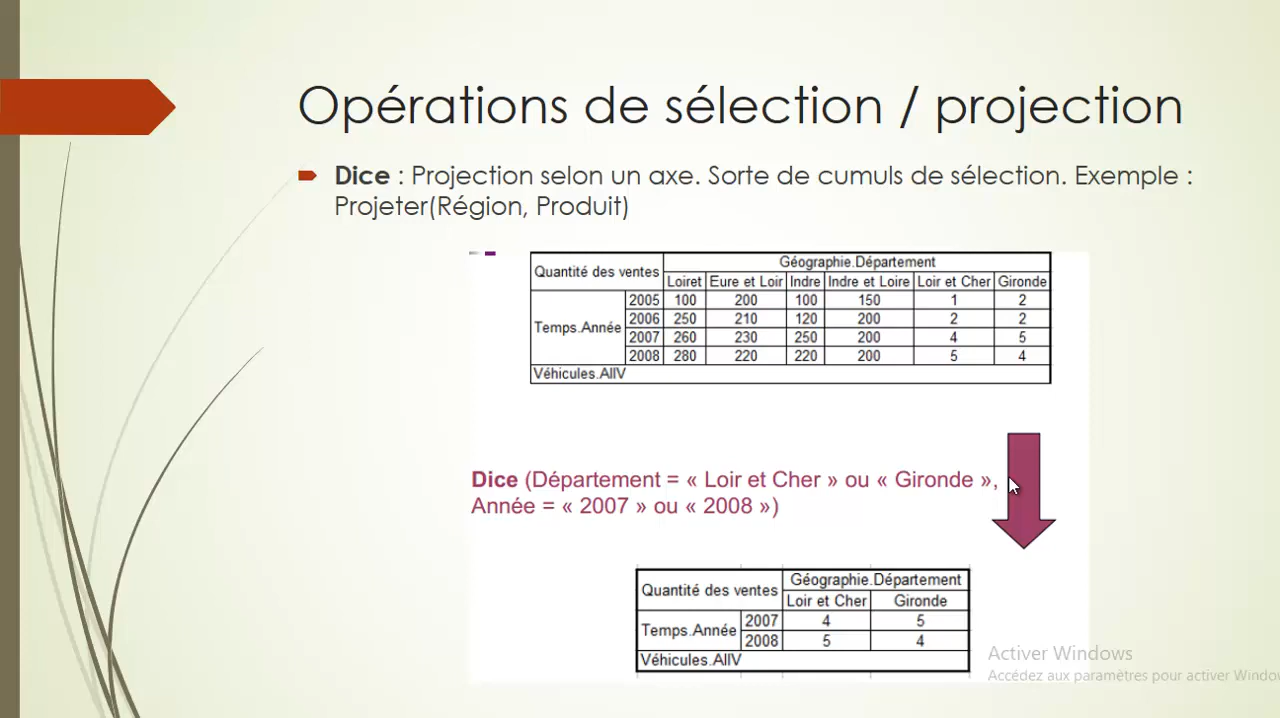 Opérations de sélection / projection
Dice : Projection selon un axe. Sorte de cumuls de sélection. Exemple :
Projeter(Région, Produit)
Quantité des ventes Géographie.Département
Loiret Eure et Loir Indre Indre et Loire Loir et Cher Gironde
Temps.Année
2005 100 200 100 150 1 2
2006 250 210 120 200 2 2
2007 260 230 250 200 4 5
2008 280 220 220 200 5 4
Véhicules.AllV
Dice (Département = « Loir et Cher » ou « Gironde »,
Année = « 2007 » ou « 2008 »)
Quantité des ventes Géographie.Département
Loir et Cher Gironde
Temps.Année
2007 4 5
2008 5 4
Véhicules.AllV
Activer Windows
Accédez aux paramètres pour activer Window